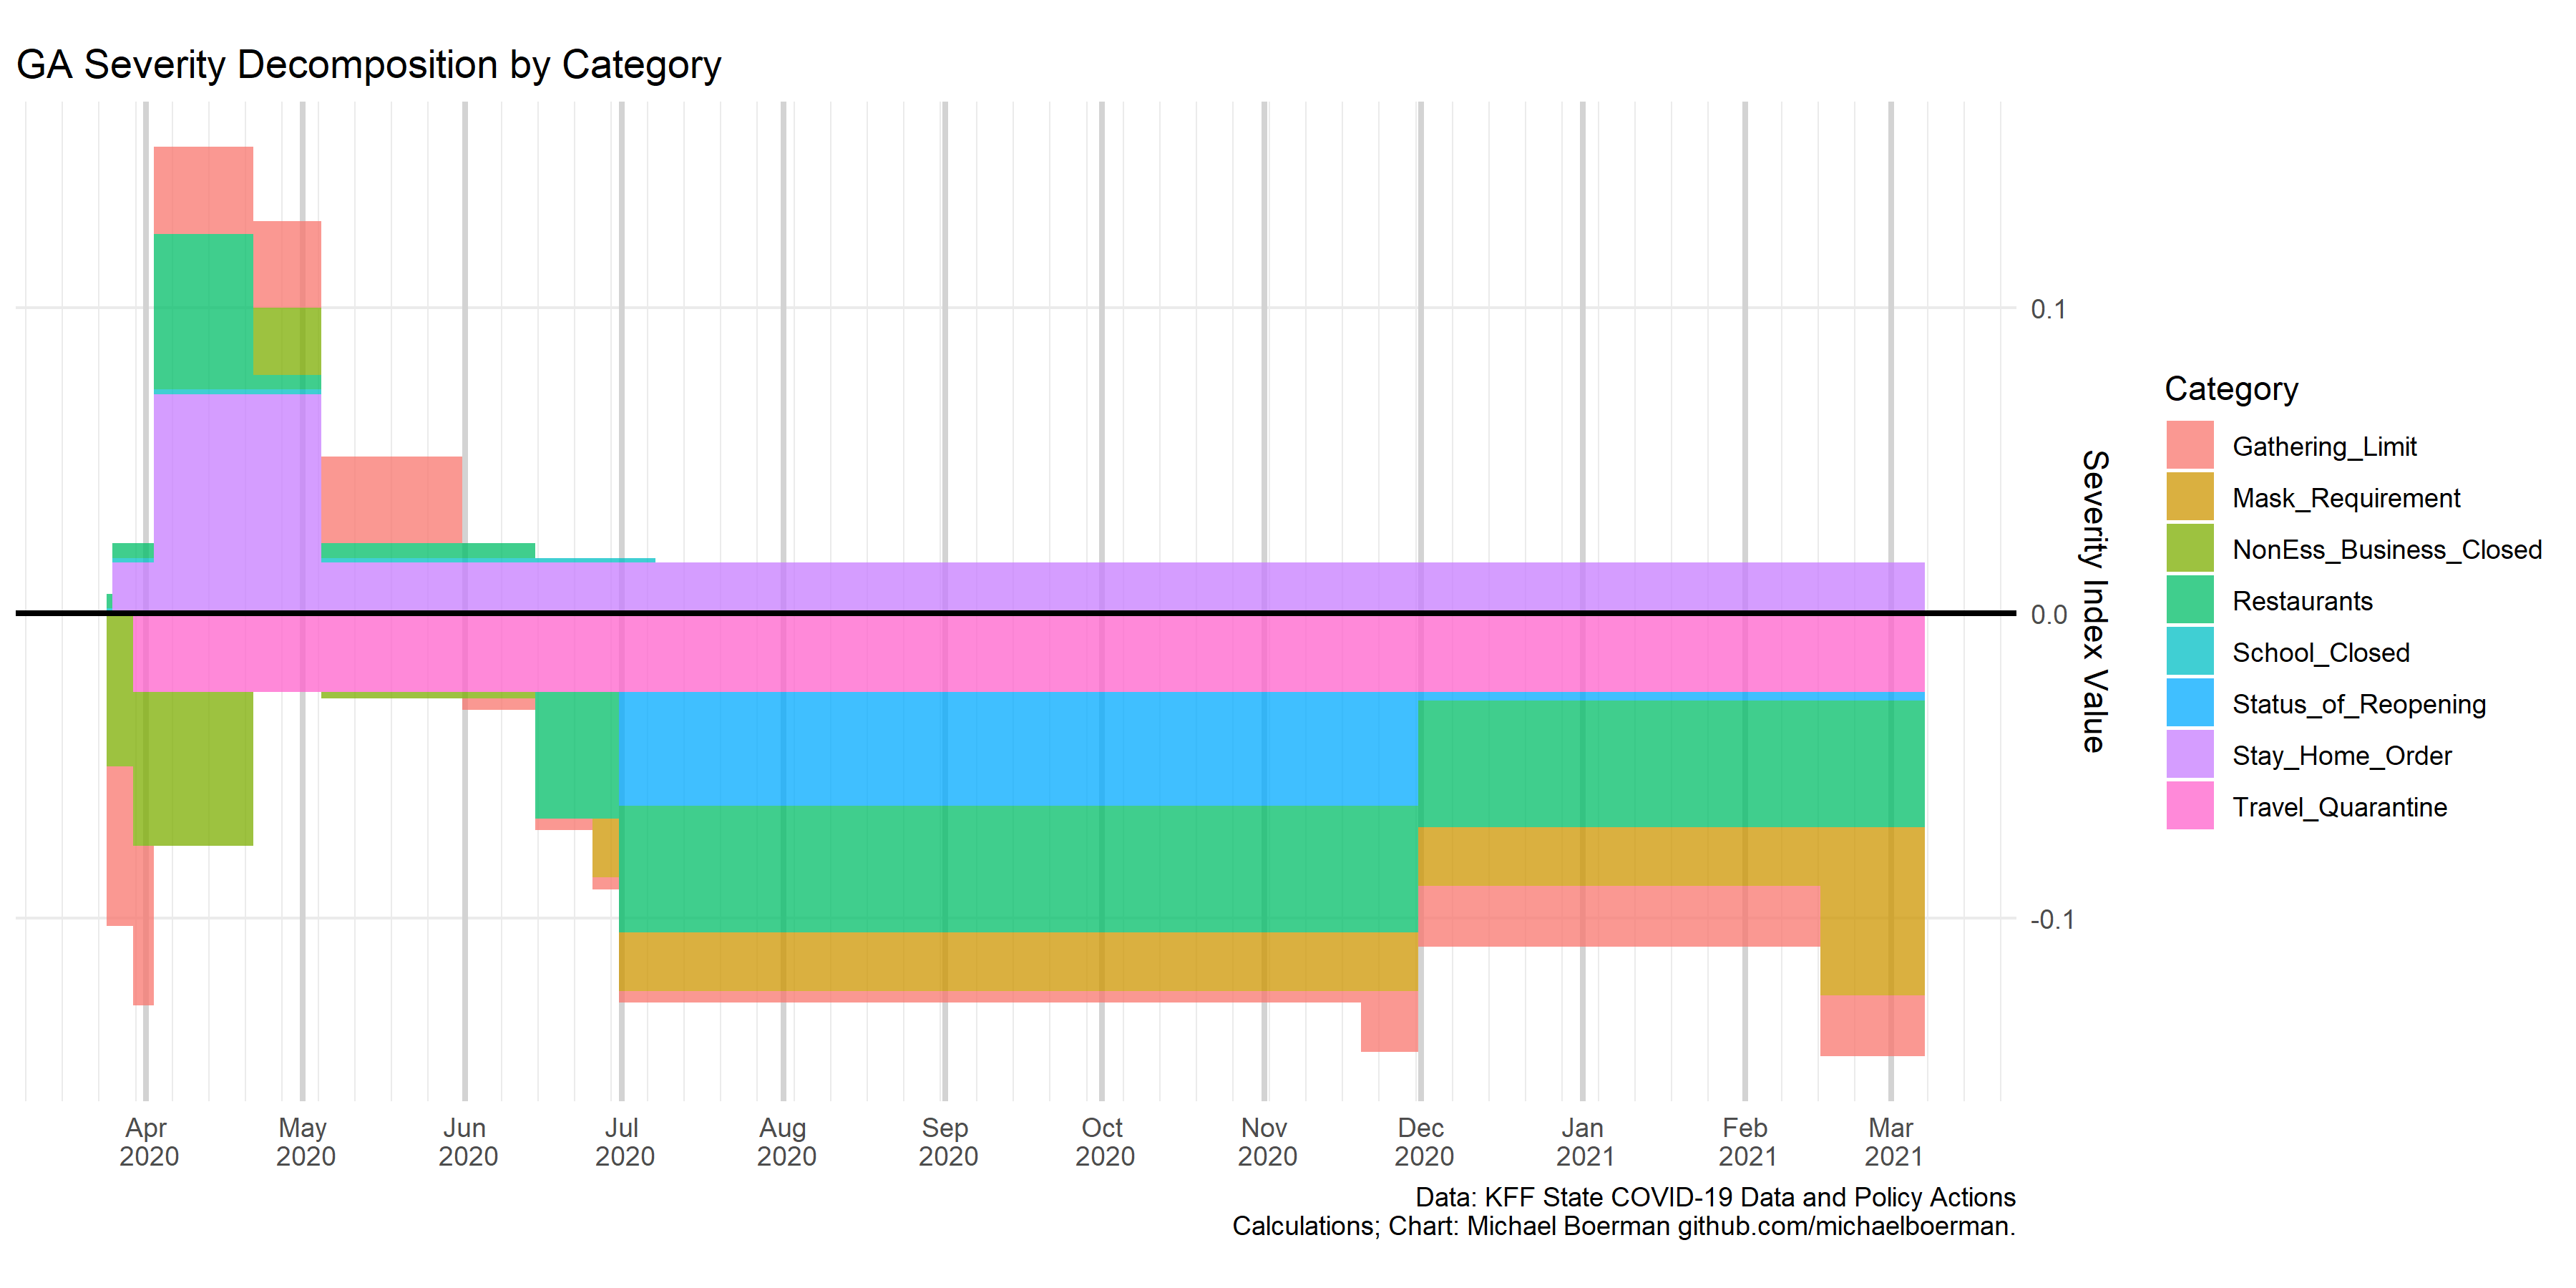 GA Severity Decomposition by Category
0.1
0.0
-0.1
Severity Index Value
Category
Gathering_Limit
Mask_Requirement
NonEss_Business_Closed
Restaurants
School_Closed
Status_of_Reopening
Stay_Home_Order
Travel_Quarantine
Apr May Jun Jul Aug Sep Oct Nov Dec Jan Feb Mar
2020 2020 2020 2020 2020 2020 2020 2020 2020 2021 2021 2021
Data: KFF State COVID-19 Data and Policy Actions
Calculations; Chart: Michael Boerman github.com/michaelboerman.